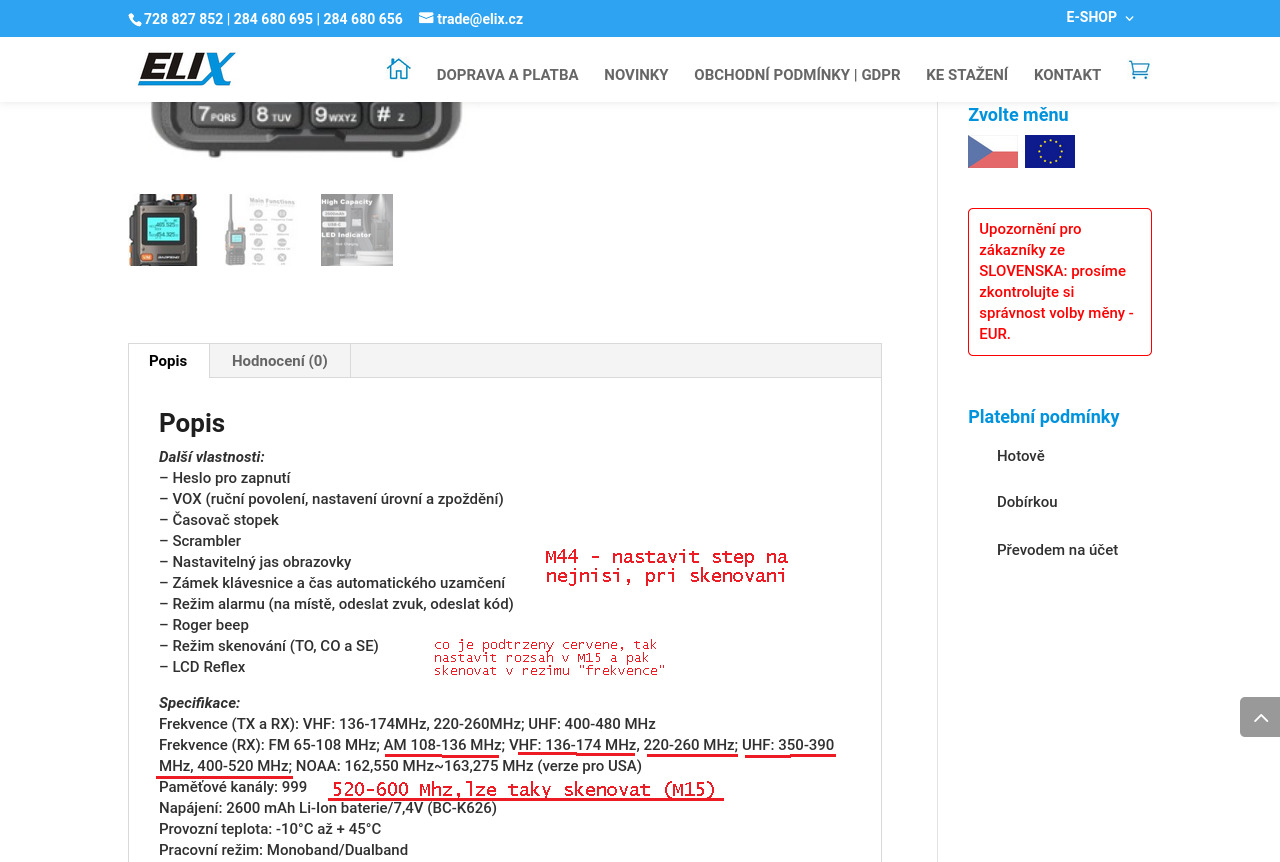 728 827 852 | 284 680 695 | 284 680 656 trade@elix.cz E-SHOP
ELIX DOPRAVA A PLATBA NOVINKY OBCHODNÍ PODMÍNKY | GDPR KE STAŽENÍ KONTAKT
7PQRS 8 TUV 9WXYZ # Z
Zvolte měnu
Main Functions
High Capacity
LED Indicator
Upozornění pro
zákazníky ze
SLOVENSKA: prosíme
zkontrolujte si
správnost volby měny -
EUR.
Popis Hodnocení (0)
Platební podmínky
Hotově
Dobírkou
Převodem na účet
Popis
Další vlastnosti:
– Heslo pro zapnutí
– VOX (ruční povolení, nastavení úrovní a zpoždění)
– Časovač stopek
– Scrambler
– Nastavitelný jas obrazovky
– Zámek klávesnice a čas automatického uzamčení
– Režim alarmu (na místě, odeslat zvuk, odeslat kód)
– Roger beep
– Režim skenování (TO, CO a SE)
– LCD Reflex
M44 - nastavit step na
nejnisi, pri skenovani
co je podtrzeny cervene, tak
nastavit rozsah v M15 a pak
skenovat v rezimu "frekvence"
Specifikace:
Frekvence (TX a RX): VHF: 136-174MHz, 220-260MHz; UHF: 400-480 MHz
Frekvence (RX): FM 65-108 MHz; AM 108-136 MHz; VHF: 136-174 MHz, 220-260 MHz; UHF: 350-390
MHz, 400-520 MHz; NOAA: 162,550 MHz~163,275 MHz (verze pro USA)
Paměťové kanály: 999
520-600 Mhz,lze taky skenovat (M15)
Napájení: 2600 mAh Li-Ion baterie/7,4V (BC-K626)
Provozní teplota: -10°C až + 45°C
Pracovní režim: Monoband/Dualband